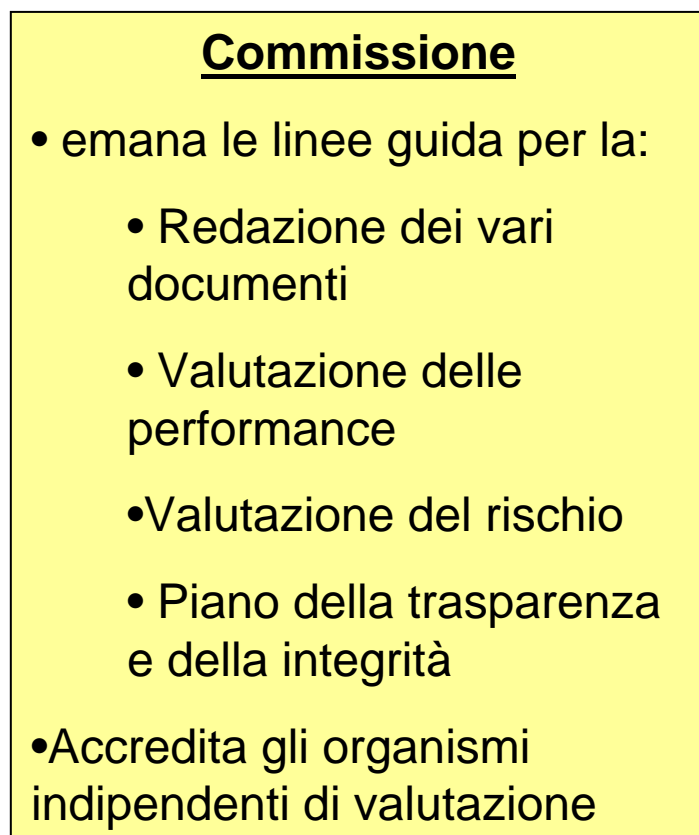 Commissione
• emana le linee guida per la:
• Redazione dei vari
documenti
• Valutazione delle
performance
•Valutazione del rischio
• Piano della trasparenza
e della integrità
•Accredita gli organismi
indipendenti di valutazione